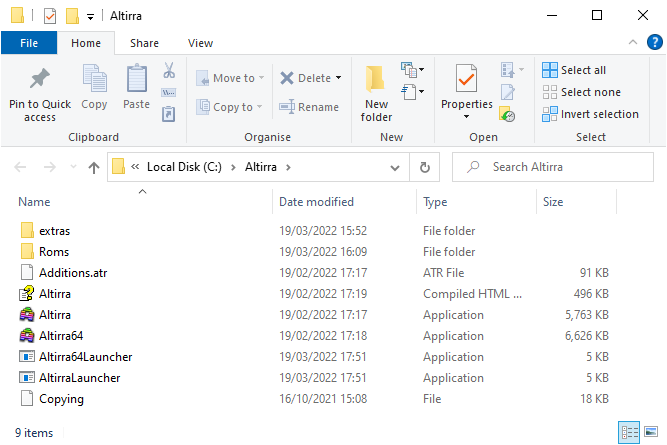 Altirra
File Home Share View
Pin to Quick access
Copy
Paste
Move to
Copy to
Delete
Rename
New folder
Properties
Select all
Select none
Invert selection
Clipboard Organise New Open Select
Local Disk (C:) Altirra
Search Altirra
Name Date modified Type Size
extras 19/03/2022 15:52 File folder
Roms 19/03/2022 16:09 File folder
Additions.atr 19/02/2022 17:17 ATR File 91 KB
Altirra 19/02/2022 17:19 Compiled HTML ... 496 KB
Altirra 19/02/2022 17:17 Application 5,763 KB
Altirra64 19/02/2022 17:18 Application 6,626 KB
Altirra64Launcher 19/03/2022 17:51 Application 5 KB
AltirraLauncher 19/03/2022 17:51 Application 5 KB
Copying 16/10/2021 15:08 File 18 KB
9 items